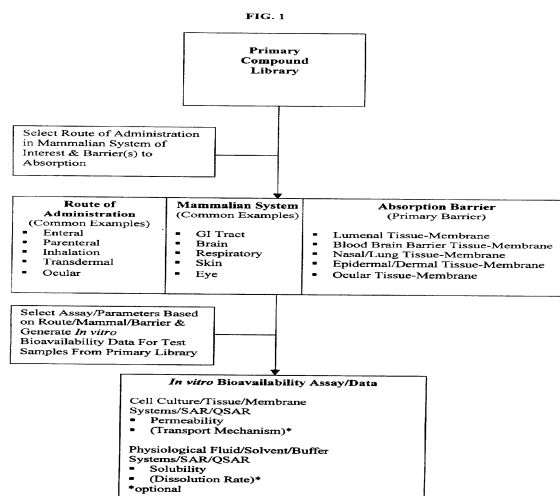 FIG. 1
Primary
Compound
Library
Select Route of Administration
in Mammalian System of
Interest & Barrier(s) to
Absorption
Route of
Administration
(Common Examples)
▪ Enteral
▪ Parenteral
▪ Inhalation
▪ Transdermal
▪ Ocular
Mammalian System
(Common Examples)
▪ GI Tract
▪ Brain
▪ Respiratory
▪ Skin
▪ Eye
Absorption Barrier
(Primary Barrier)
▪ Lumenal Tissue-Membrane
▪ Blood Brain Barrier Tissue-Membrane
▪ Nasal/Lung Tissue-Membrane
▪ Epidermal/Dermal Tissue-Membrane
▪ Ocular Tissue-Membrane
Select Assay/Parameters Based
on Route/Mammal/Barrier &
Generate In vitro
Bioavailability Data For Test
Samples From Primary Library
In vitro Bioavailability Assay/Data
Cell Culture/Tissue/Membrane
Systems/SAR/QSAR
▪ Permeability
▪ (Transport Mechanism)*
Physiological Fluid/Solvent/Buffer
Systems/SAR/QSAR
▪ Solubility
▪ (Dissolution Rate)*
*optional